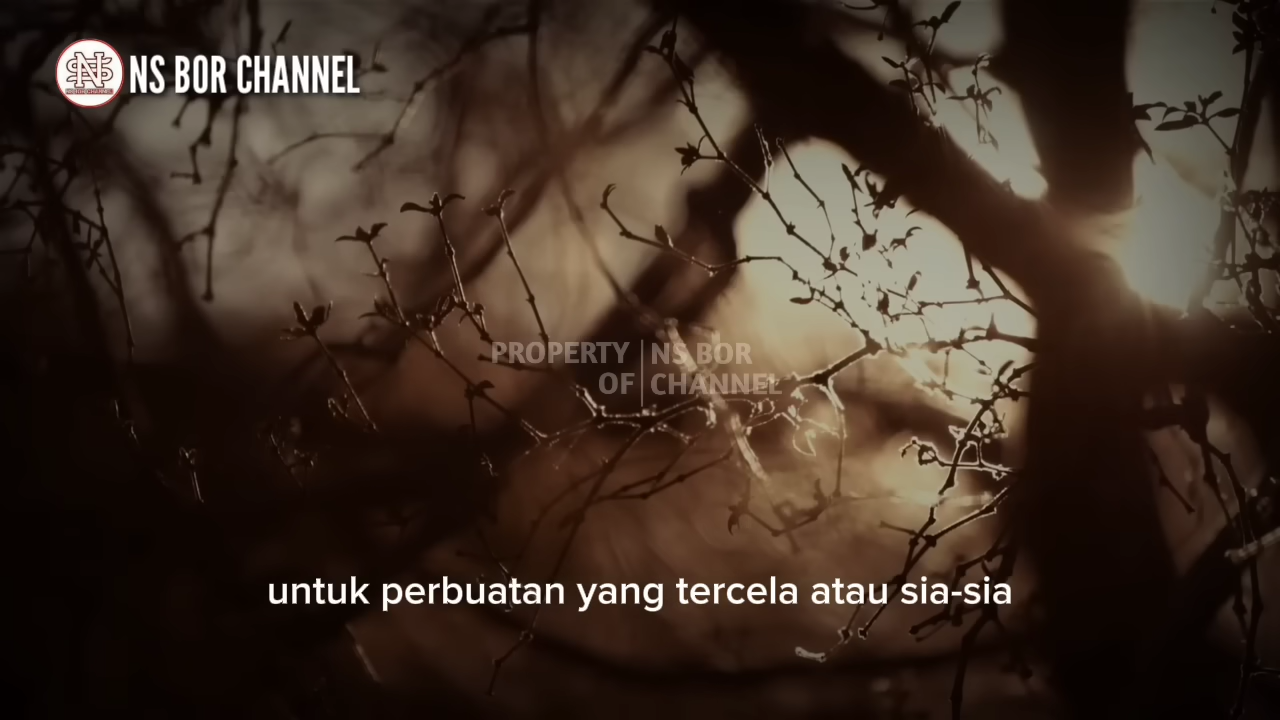 NS BOR CHANNEL
PROPERTY OF
NS BOR CHANNEL
untuk perbuatan yang tercela atau sia-sia